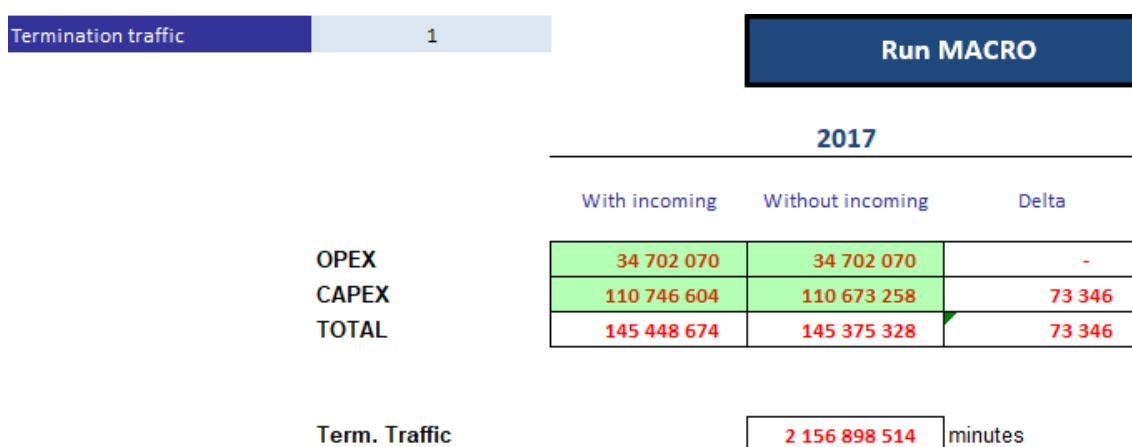 Termination traffic 1
Run MACRO
2017
With incoming Without incoming Delta
OPEX 34 702 070 34 702 070 -
CAPEX 110 746 604 110 673 258 73 346
TOTAL 145 448 674 145 375 328 73 346
Term. Traffic 2 156 898 514 minutes